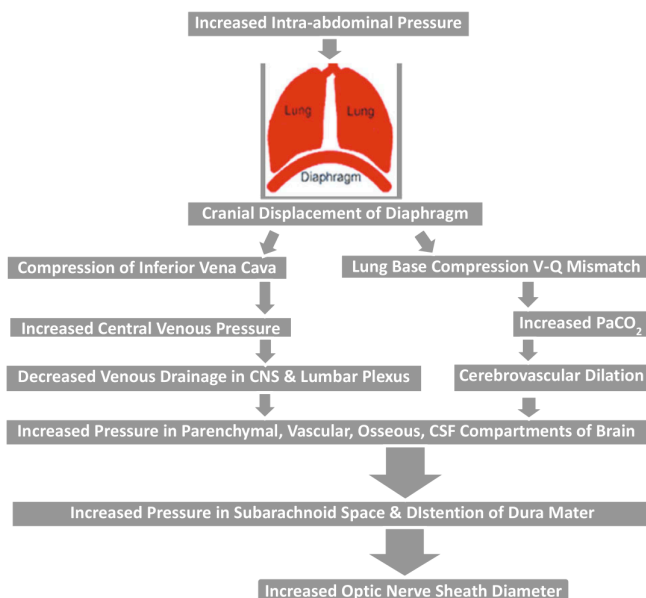 Increased Intra-abdominal Pressure
Lung Lung
Diaphragm
Cranial Displacement of Diaphragm
Compression of Inferior Vena Cava
Lung Base Compression V-Q Mismatch
Increased Central Venous Pressure
Increased PaCO₂
Decreased Venous Drainage in CNS & Lumbar Plexus
Cerebrovascular Dilation
Increased Pressure in Parenchymal, Vascular, Osseous, CSF Compartments of Brain
Increased Pressure in Subarachnoid Space & DIstention of Dura Mater
Increased Optic Nerve Sheath Diameter